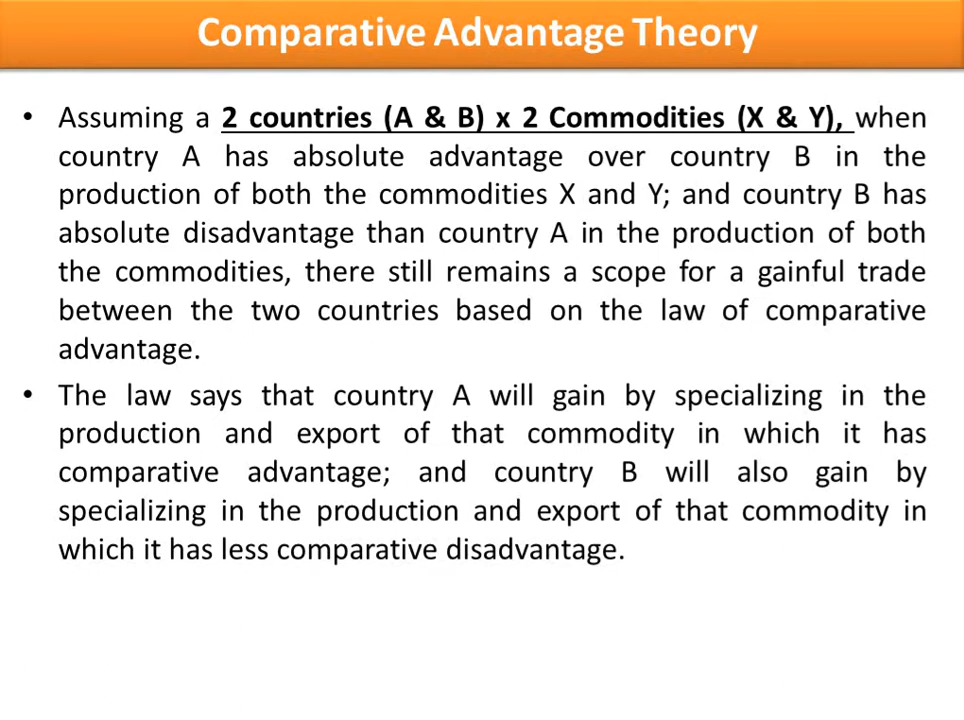 Comparative Advantage Theory
• Assuming a 2 countries (A & B) x 2 Commodities (X & Y), when
country A has absolute advantage over country B in the
production of both the commodities X and Y; and country B has
absolute disadvantage than country A in the production of both
the commodities, there still remains a scope for a gainful trade
between the two countries based on the law of comparative
advantage.
• The law says that country A will gain by specializing in the
production and export of that commodity in which it has
comparative advantage; and country B will also gain by
specializing in the production and export of that commodity in
which it has less comparative disadvantage.